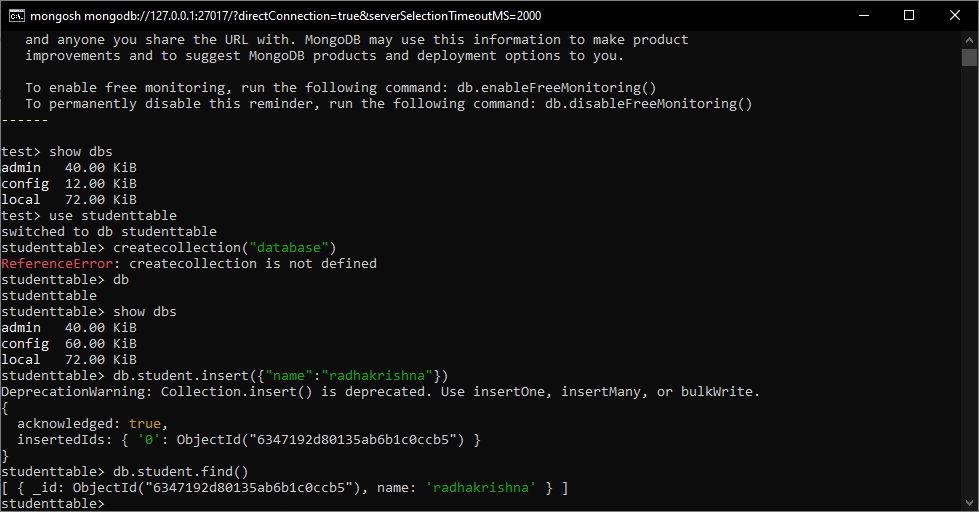 mongosh mongodb://127.0.0.1:27017/?directConnection=true&serverSelectionTimeoutMS=2000
and anyone you share the URL with. MongoDB may use this information to make product
improvements and to suggest MongoDB products and deployment options to you.
To enable free monitoring, run the following command: db.enableFreeMonitoring()
To permanently disable this reminder, run the following command: db.disableFreeMonitoring()
------
test> show dbs
admin   40.00 KiB
config  12.00 KiB
local   72.00 KiB
test> use studenttable
switched to db studenttable
studenttable> createcollection("database")
ReferenceError: createcollection is not defined
studenttable> db
studenttable
studenttable> show dbs
admin   40.00 KiB
config  60.00 KiB
local   72.00 KiB
studenttable> db.student.insert({"name":"radhakrishna"})
DeprecationWarning: Collection.insert() is deprecated. Use insertOne, insertMany, or bulkWrite.
{
  acknowledged: true,
  insertedIds: { '0': ObjectId("6347192d80135ab6b1c0ccb5") }
}
studenttable> db.student.find()
[ { _id: ObjectId("6347192d80135ab6b1c0ccb5"), name: 'radhakrishna' } ]
studenttable>